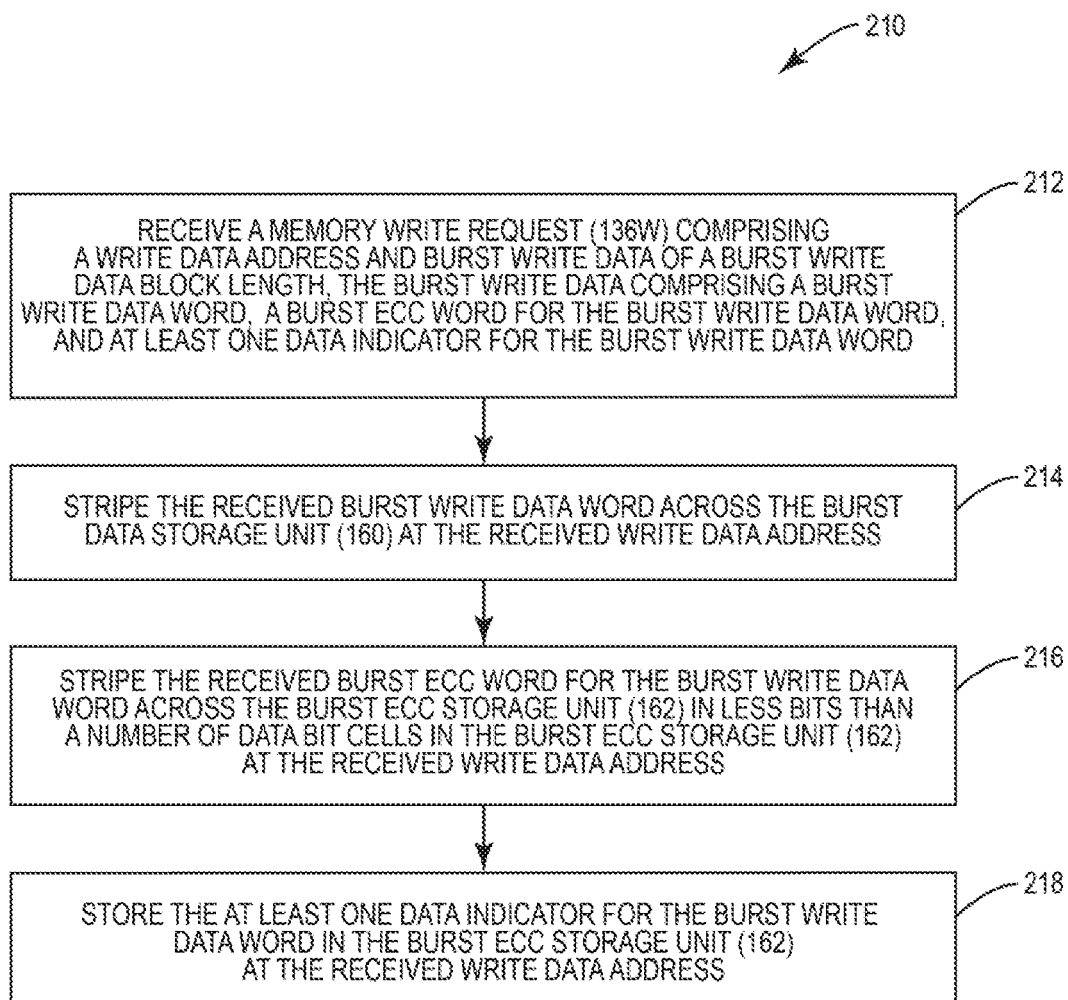 210
212
RECEIVE A MEMORY WRITE REQUEST (136W) COMPRISING
A WRITE DATA ADDRESS AND BURST WRITE DATA OF A BURST WRITE
DATA BLOCK LENGTH, THE BURST WRITE DATA COMPRISING A BURST
WRITE DATA WORD, A BURST ECC WORD FOR THE BURST WRITE DATA WORD,
AND AT LEAST ONE DATA INDICATOR FOR THE BURST WRITE DATA WORD
214
STRIPE THE RECEIVED BURST WRITE DATA WORD ACROSS THE BURST
DATA STORAGE UNIT (160) AT THE RECEIVED WRITE DATA ADDRESS
216
STRIPE THE RECEIVED BURST ECC WORD FOR THE BURST WRITE DATA
WORD ACROSS THE BURST ECC STORAGE UNIT (162) IN LESS BITS THAN
A NUMBER OF DATA BIT CELLS IN THE BURST ECC STORAGE UNIT (162)
AT THE RECEIVED WRITE DATA ADDRESS
218
STORE THE AT LEAST ONE DATA INDICATOR FOR THE BURST WRITE
DATA WORD IN THE BURST ECC STORAGE UNIT (162)
AT THE RECEIVED WRITE DATA ADDRESS